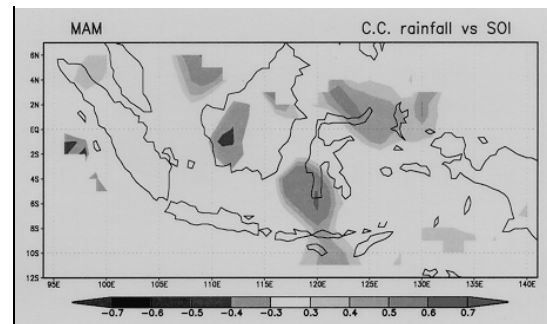 MAM C.C. rainfall vs SOI
6N
4N
2N
EQ
2S
4S
6S
8S
10S
12S
95E 100E 105E 110E 115E 120E 125E 130E 135E 140E
-0.7 -0.6 -0.5 -0.4 -0.3 0.3 0.4 0.5 0.6 0.7